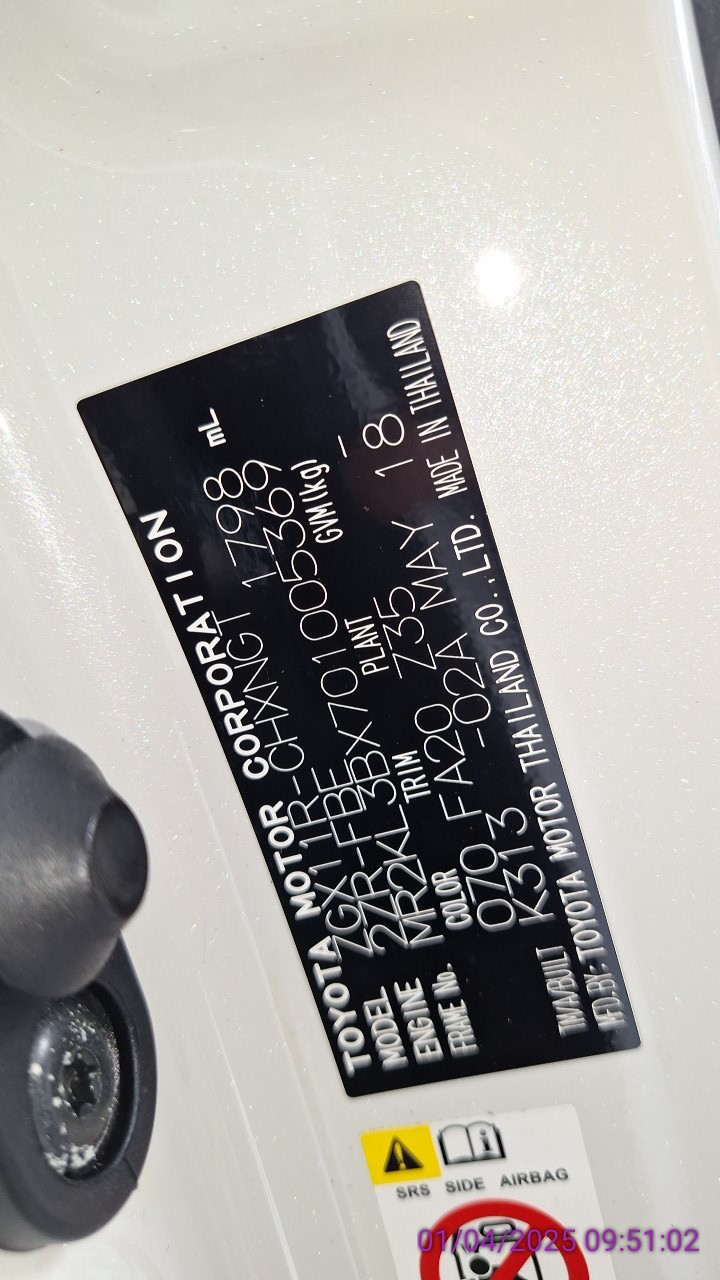 TOYOTA MOTOR CORPORATION
MODEL ZGX11R-CHXNGT 1798 mL
ENGINE 2ZR-FBE
FRAME No. MR2KL3BX701005369
COLOR TRIM PLANT GVM(kg)
070 FA20 Z35 -
K313 -02A MAY 18
T/A/BUILT
MFD.BY: TOYOTA MOTOR THAILAND CO.,LTD. MADE IN THAILAND
SRS SIDE AIRBAG
01/04/2025 09:51:02